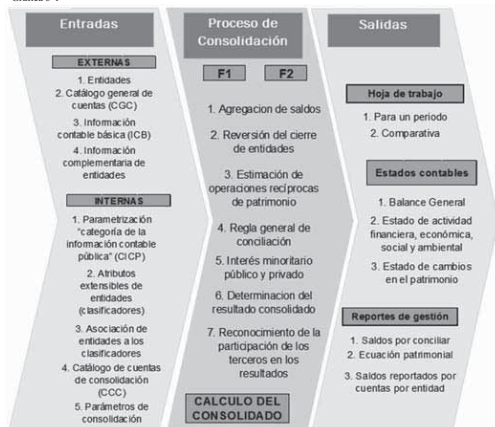 Entradas
EXTERNAS
1. Entidades
2. Catálogo general de
cuentas (CGC)
3. Información
contable básica (ICB)
4. Información
complementaria de
entidades
INTERNAS
1. Parametrización
"categoría de la
información contable
pública" (CICP)
2. Atributos
extensibles de
entidades
(clasificadores)
3. Asociación de
entidades a los
clasificadores
4. Catálogo de cuentas
de consolidación
(CCC)
5. Parámetros de
consolidación
Proceso de
Consolidación
F1 F2
1. Agregacion de saldos
2. Reversión del cierre
de entidades
3. Estimación de
operaciones recíprocas
de patrimonio
4. Regla general de
conciliación
5. Interés minoritario
público y privado
6. Determinacion del
resultado consolidado
7. Reconocimiento de la
participación de los
terceros en los
resultados
CALCULO DEL
CONSOLIDADO
Salidas
Hoja de trabajo
1. Para un periodo
2. Comparativa
Estados contables
1. Balance General
2. Estado de actividad
financiera, económica,
social y ambiental
3. Estado de cambios
en el patrimonio
Reportes de gestión
1. Saldos por conciliar
2. Ecuación patrimonial
3. Saldos reportados por
cuentas por entidad